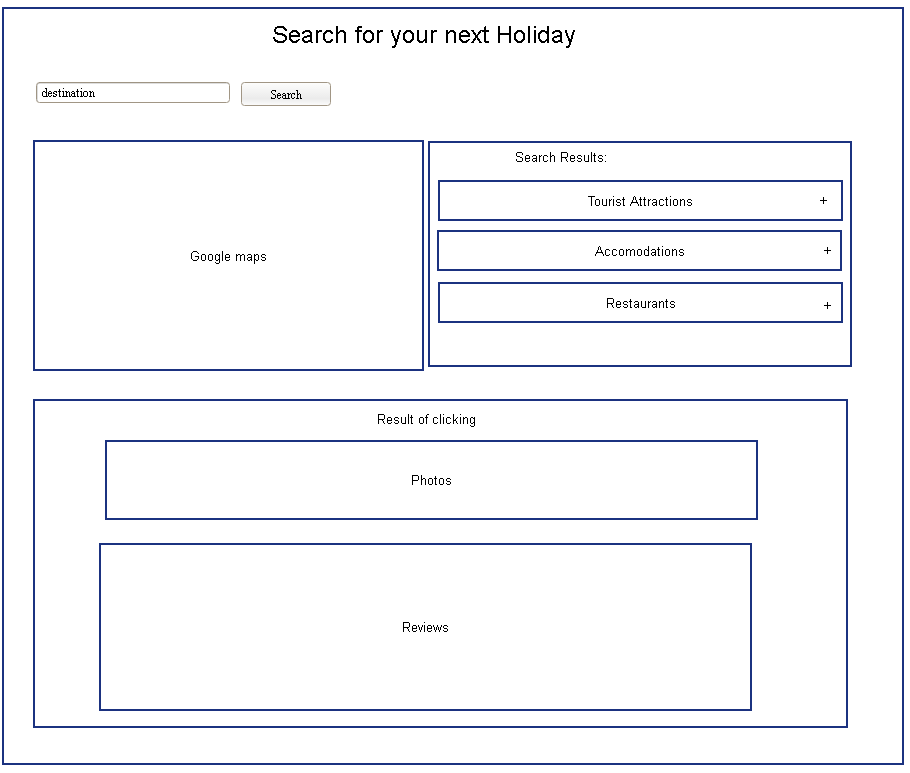 Search for your next Holiday
destination
Search
Google maps
Search Results:
Tourist Attractions +
Accomodations +
Restaurants +
Result of clicking
Photos
Reviews